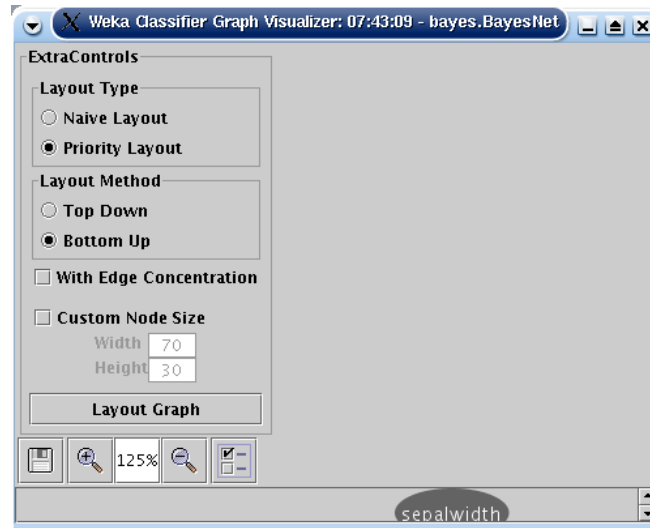 Weka Classifier Graph Visualizer: 07:43:09 - bayes.BayesNet
ExtraControls
Layout Type
Naive Layout
Priority Layout
Layout Method
Top Down
Bottom Up
With Edge Concentration
Custom Node Size
Width 70
Height 30
Layout Graph
125%
sepalwidth